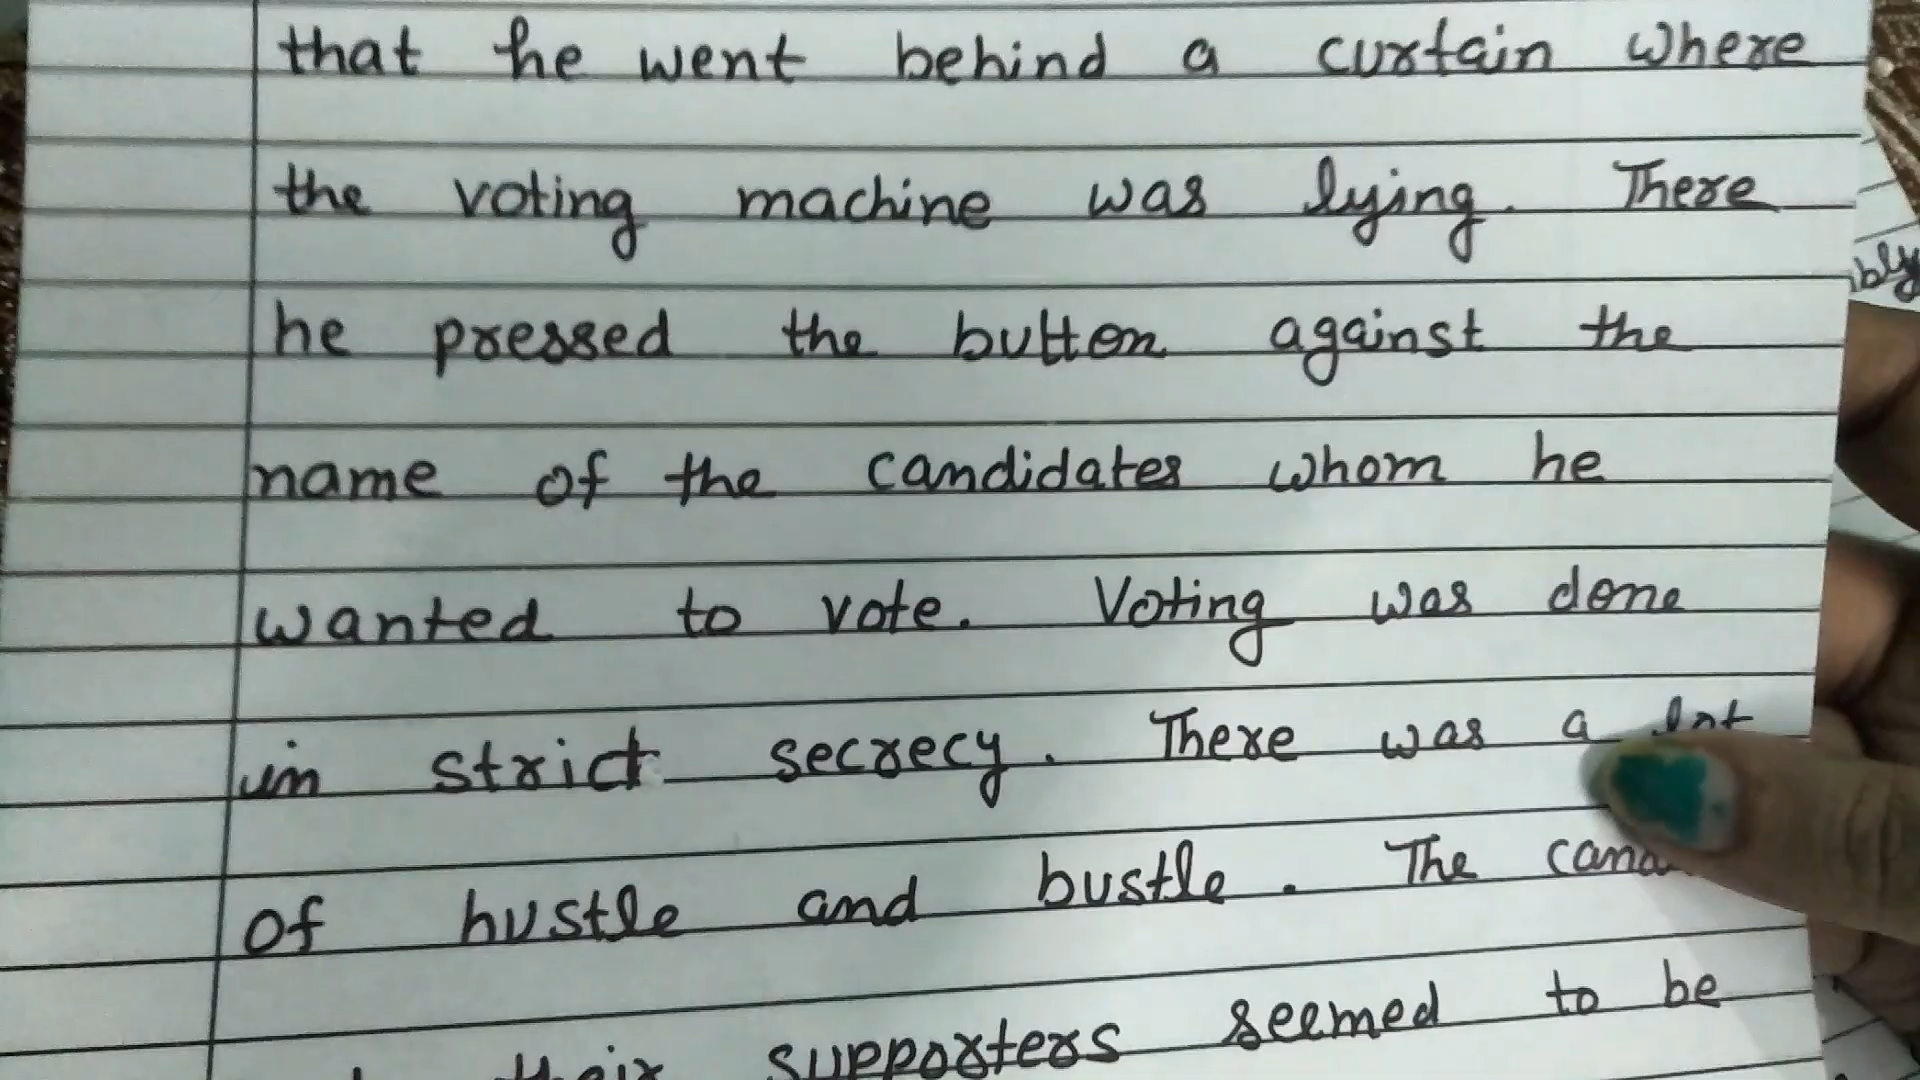 that he went behind a curtain where
the voting machine was lying. There
he pressed the button against the
name of the candidates whom he
wanted to vote. Voting was done
in strict secrecy. There was a lot
of hustle and bustle. The
their supporters seemed to be